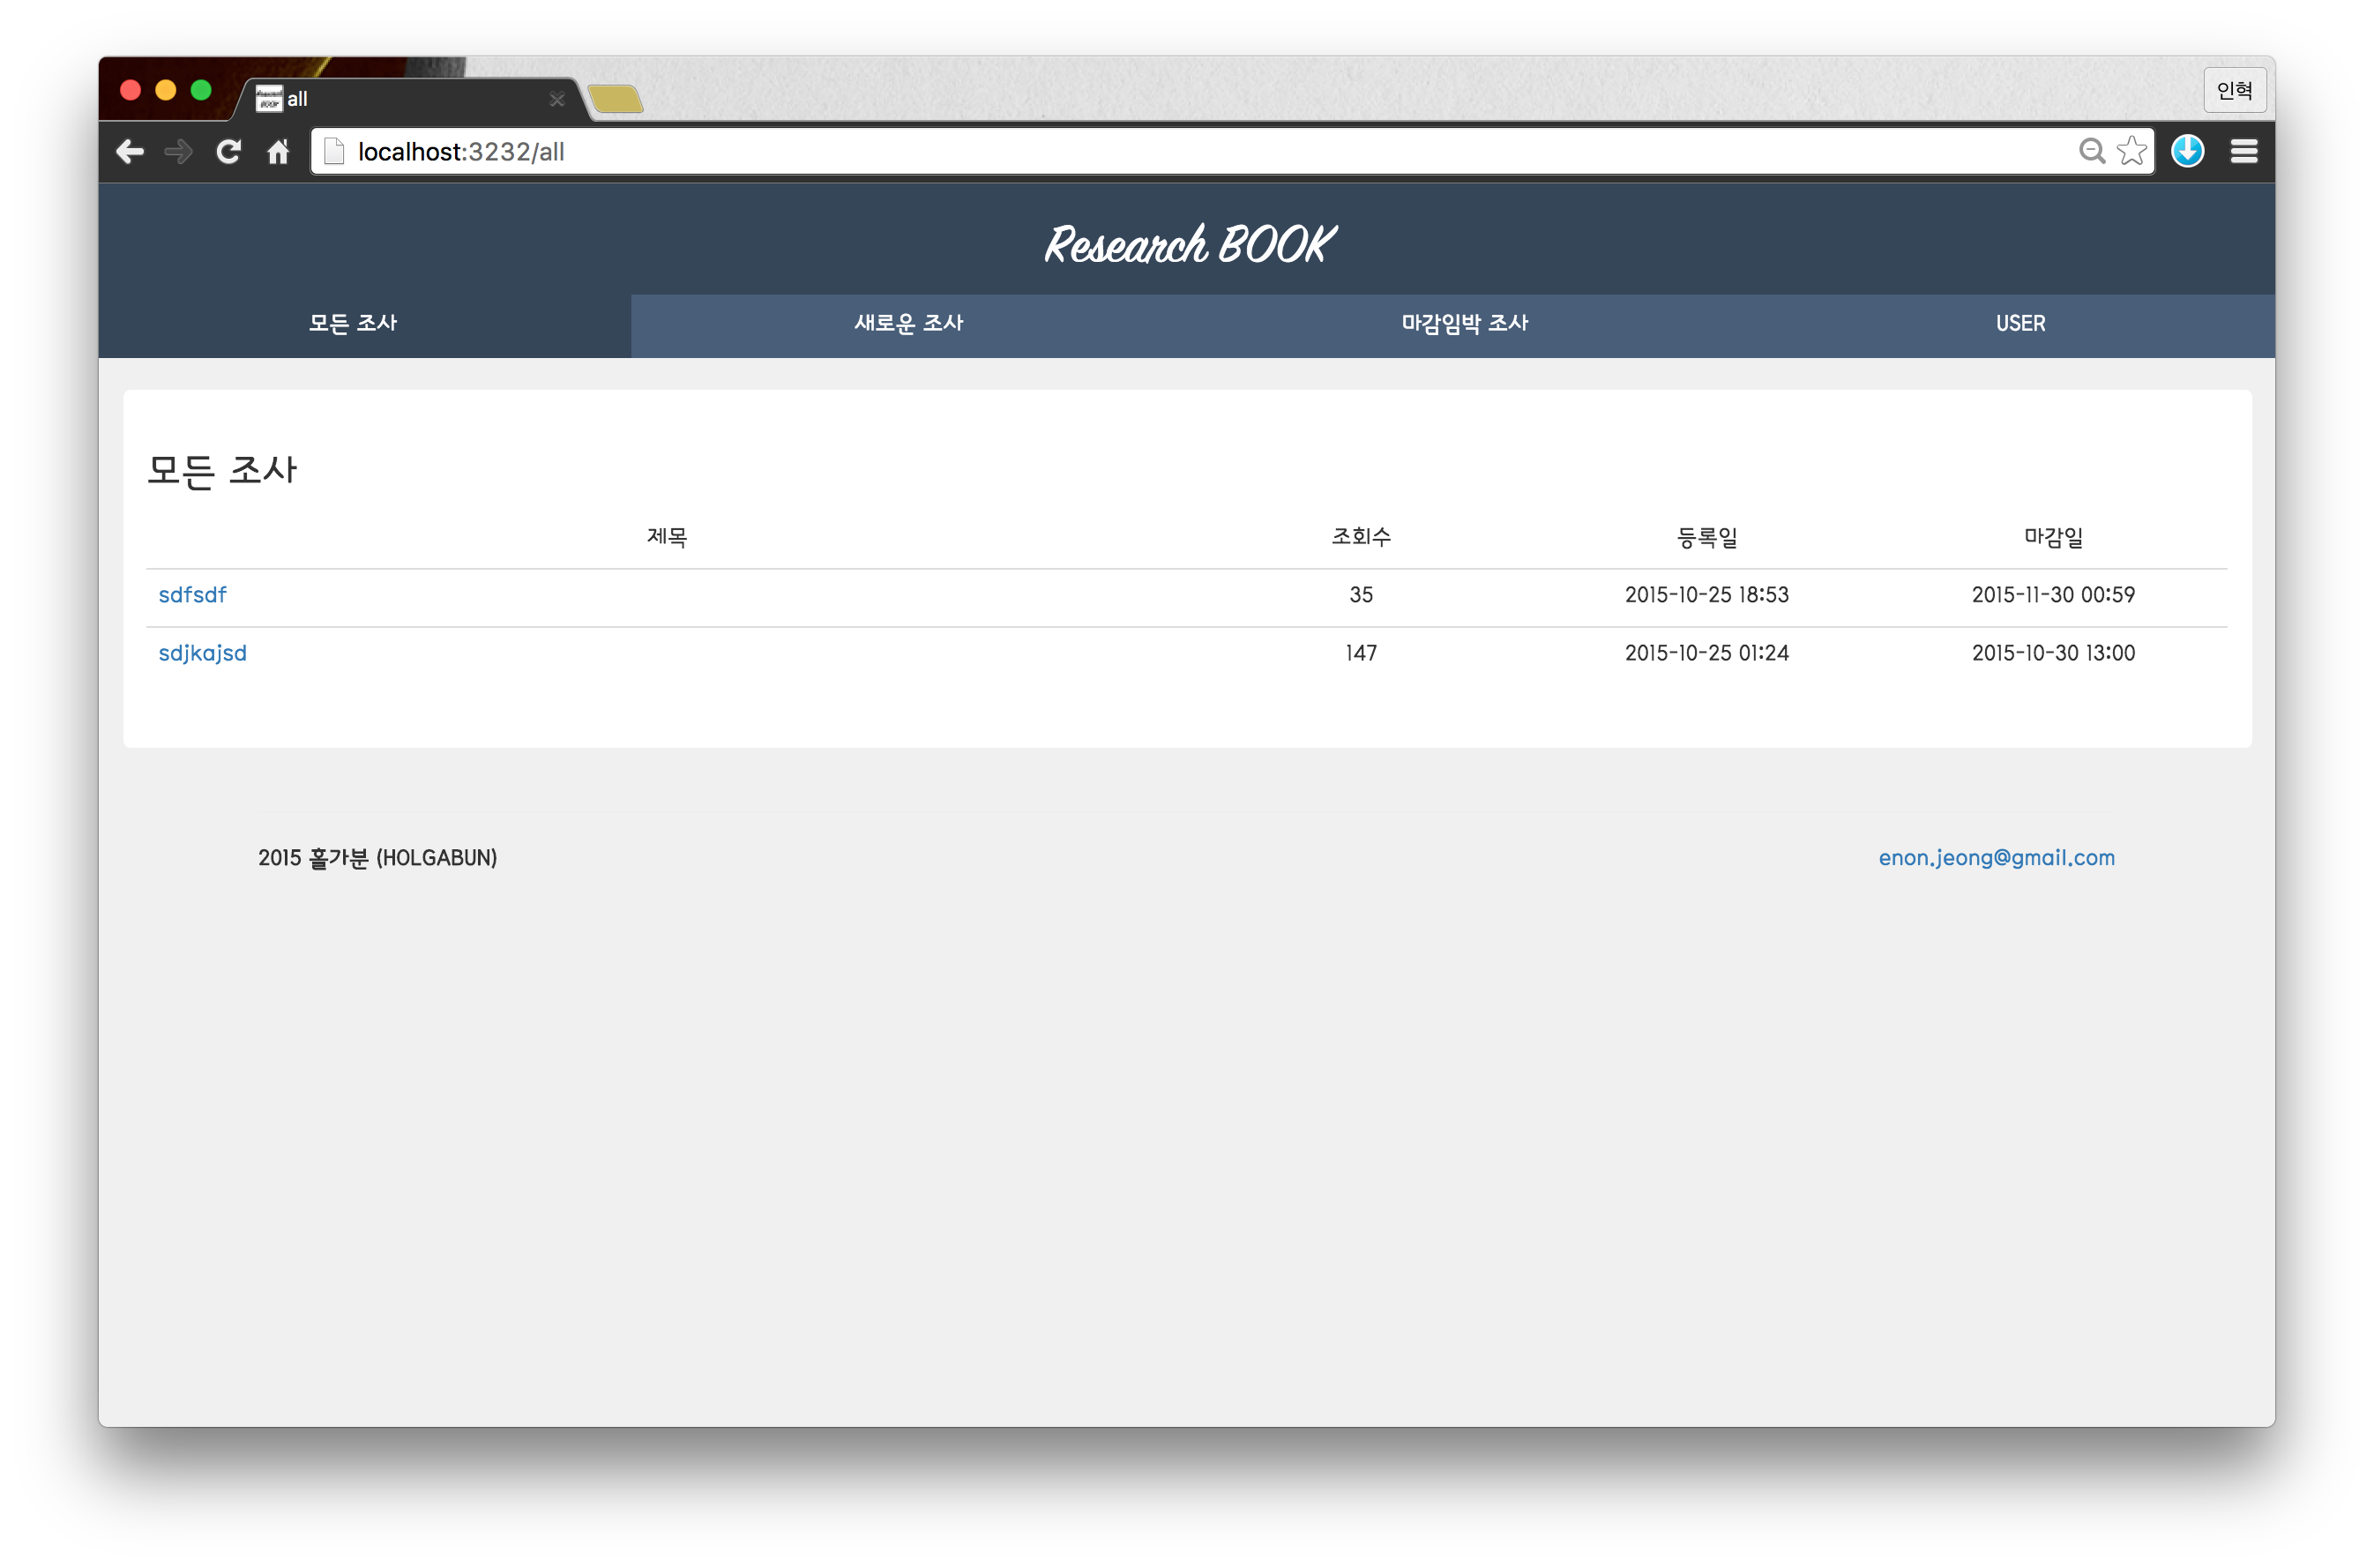 all
인혁
localhost:3232/all
Research BOOK
모든 조사 새로운 조사 마감임박 조사 USER
모든 조사
제목 조회수 등록일 마감일
sdfsdf 35 2015-10-25 18:53 2015-11-30 00:59
sdjkajsd 147 2015-10-25 01:24 2015-10-30 13:00
2015 홀가분 (HOLGABUN) enon.jeong@gmail.com